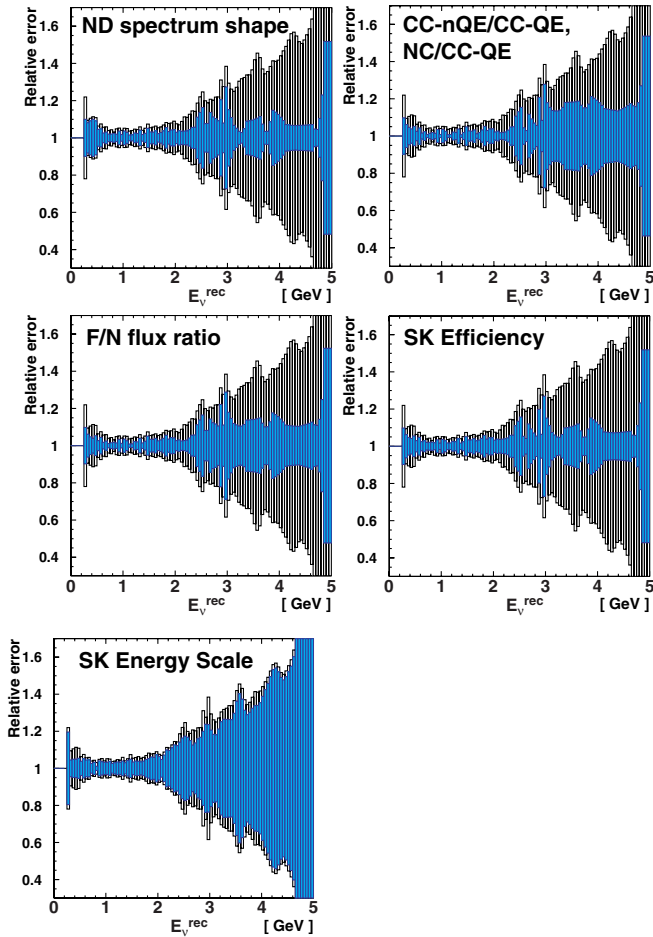 ND spectrum shape
Relative error
1.6
1.4
1.2
1
0.8
0.6
0.4
0 1 2 3 4 5
E_ν^rec [ GeV ]
CC-nQE/CC-QE,
NC/CC-QE
Relative error
1.6
1.4
1.2
1
0.8
0.6
0.4
0 1 2 3 4 5
E_ν^rec [ GeV ]
F/N flux ratio
Relative error
1.6
1.4
1.2
1
0.8
0.6
0.4
0 1 2 3 4 5
E_ν^rec [ GeV ]
SK Efficiency
Relative error
1.6
1.4
1.2
1
0.8
0.6
0.4
0 1 2 3 4 5
E_ν^rec [ GeV ]
SK Energy Scale
Relative error
1.6
1.4
1.2
1
0.8
0.6
0.4
0 1 2 3 4 5
E_ν^rec [ GeV ]